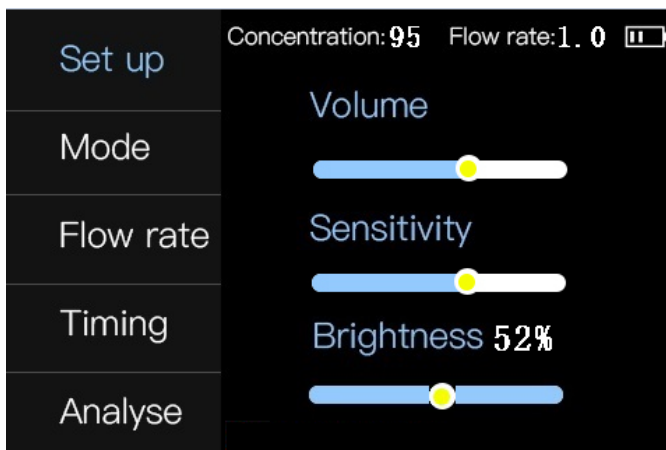 Concentration:95 Flow rate:1.0
Set up
Mode
Flow rate
Timing
Analyse
Volume
Sensitivity
Brightness 52%